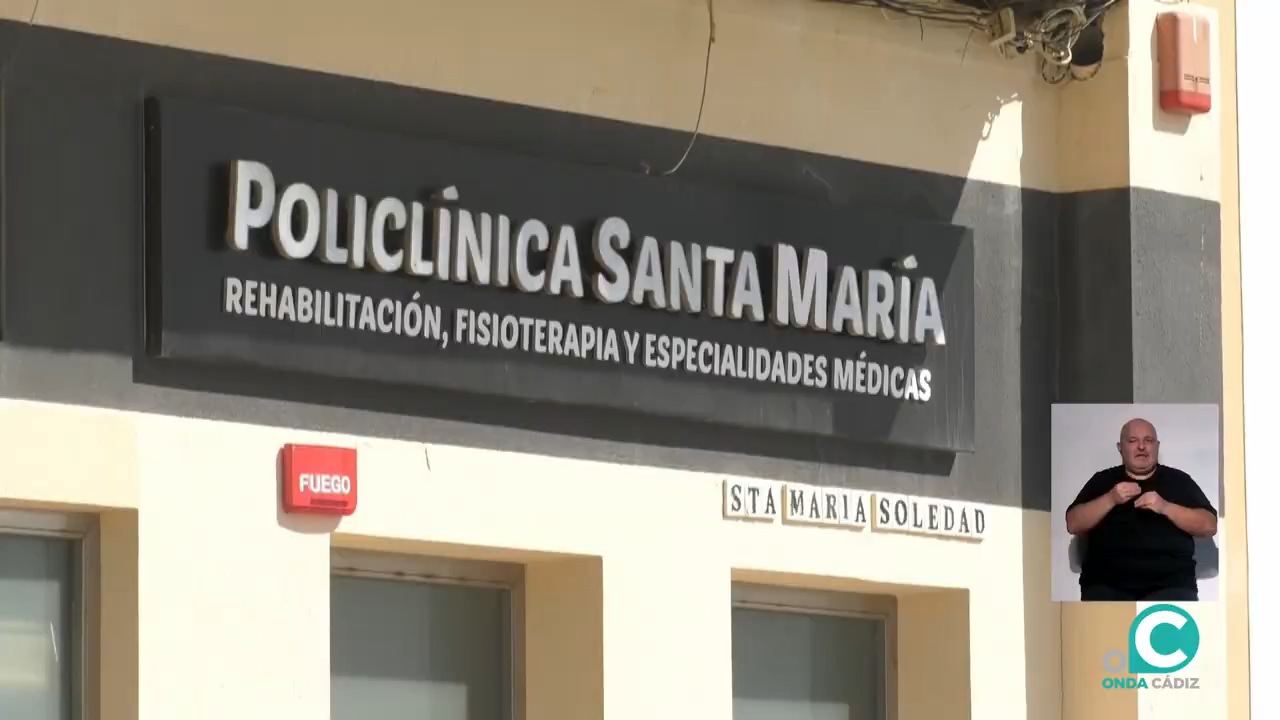 POLICLÍNICA SANTA MARÍA
REHABILITACIÓN, FISIOTERAPIA Y ESPECIALIDADES MÉDICAS
FUEGO
STA MARIA SOLEDAD
ONDA CÁDIZ